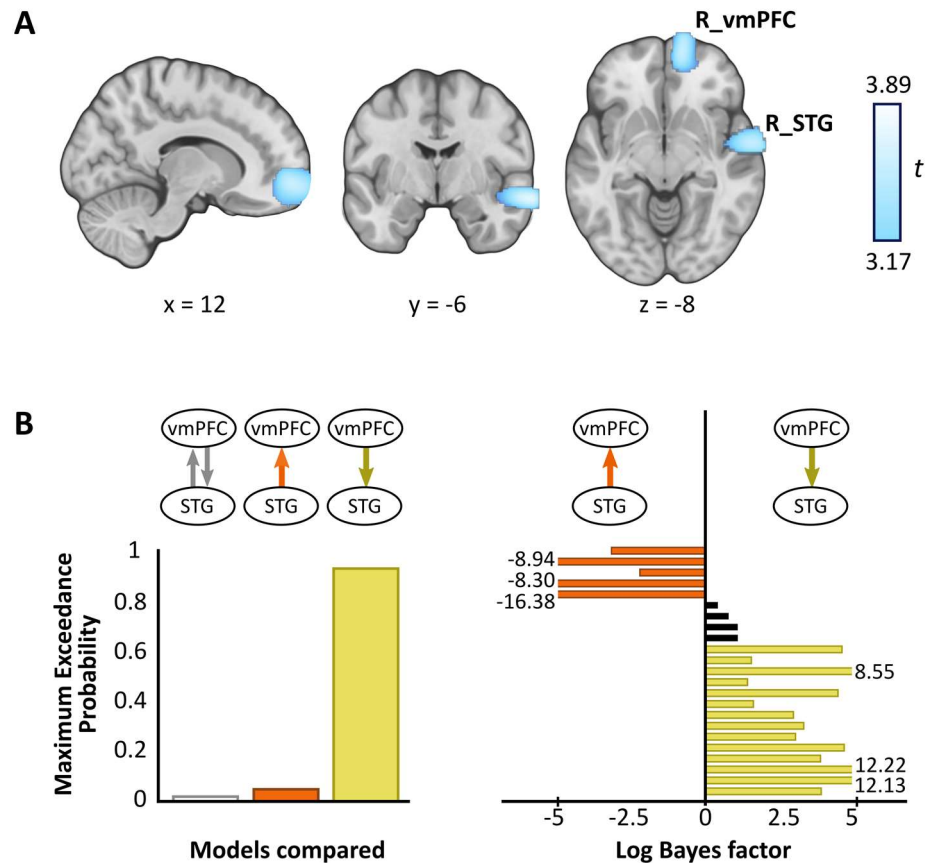 A
R_vmPFC
3.89
R_STG
t
3.17
x = 12
y = -6
z = -8
B
vmPFC
vmPFC
vmPFC
STG
STG
STG
Maximum Exceedance
Probability
1
0.8
0.6
0.4
0.2
0
Models compared
vmPFC
STG
vmPFC
STG
-8.94
-8.30
-16.38
8.55
12.22
12.13
-5
-2.5
0
2.5
5
Log Bayes factor